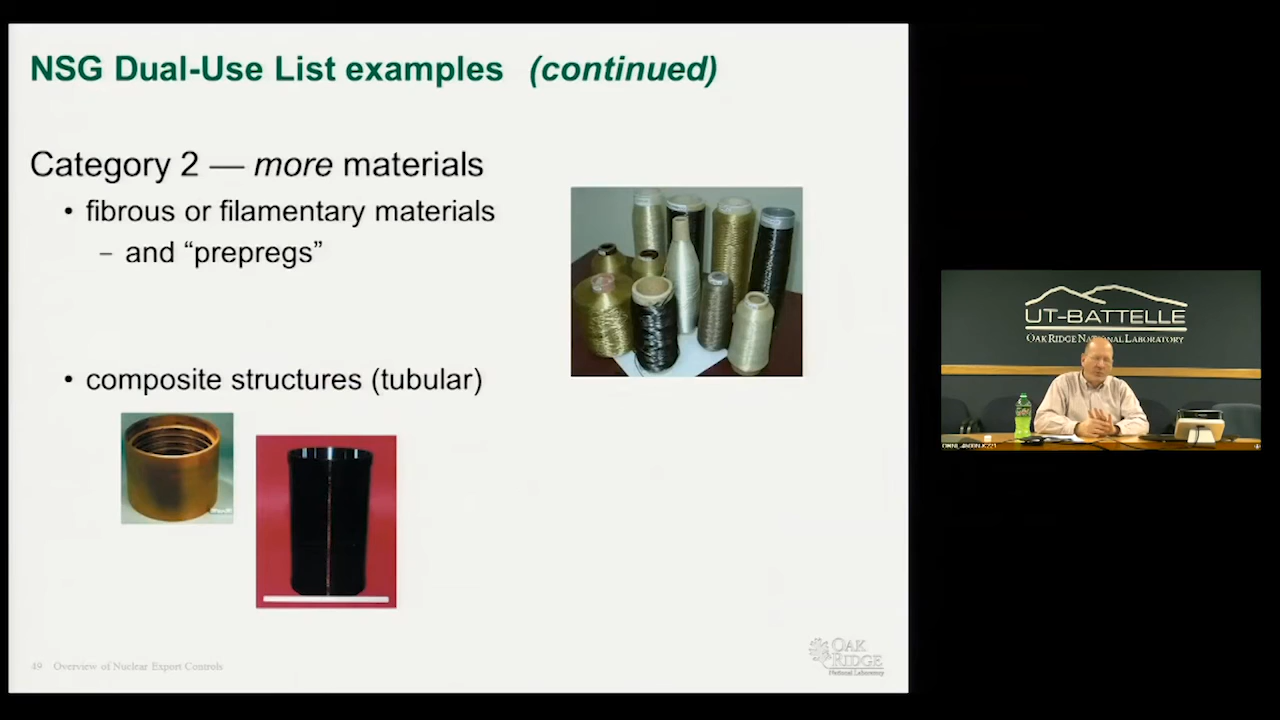 NSG Dual-Use List examples (continued)
Category 2 — more materials
• fibrous or filamentary materials
– and “prepregs”
• composite structures (tubular)
49 Overview of Nuclear Export Controls
OAK
RIDGE
National Laboratory
UT-BATTELLE
OAK RIDGE NATIONAL LABORATORY